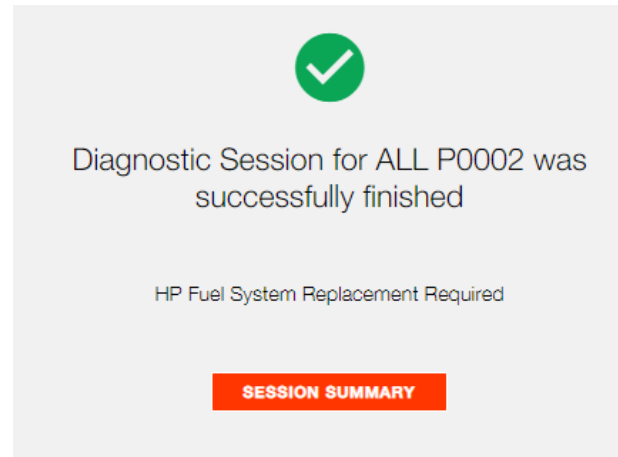 Diagnostic Session for ALL P0002 was
successfully finished
HP Fuel System Replacement Required
SESSION SUMMARY